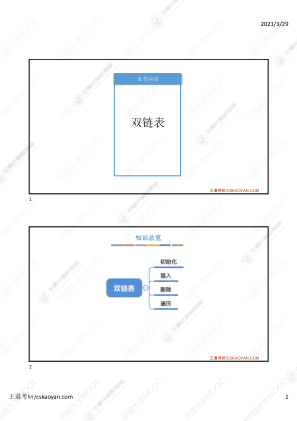 2021/3/29
本节内容
双链表
王道考研/CSKAOYAN.COM
1
知识总览
双链表
初始化
插入
删除
遍历
王道考研/CSKAOYAN.COM
2
王道考研/cskaoyan.com
1